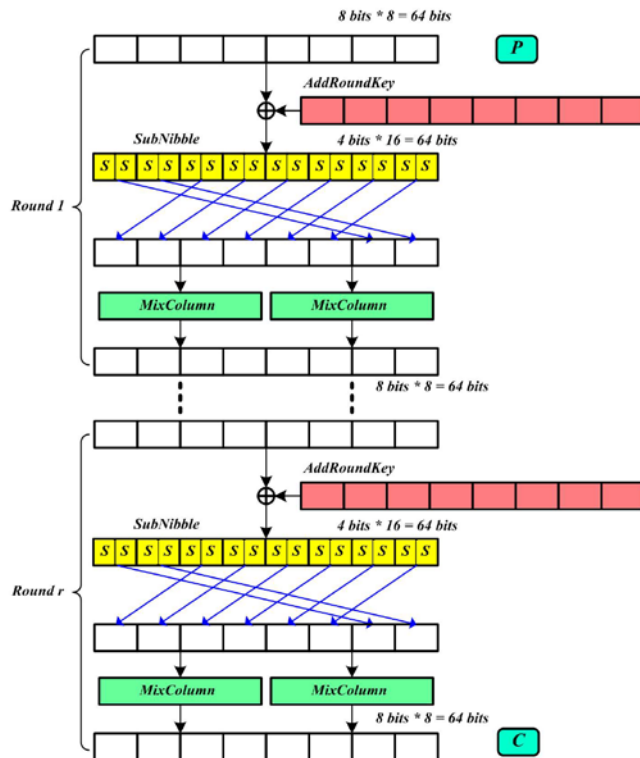 8 bits * 8 = 64 bits
P
AddRoundKey
SubNibble
4 bits * 16 = 64 bits
S S S S S S S S S S S S S S S S
Round 1
MixColumn MixColumn
8 bits * 8 = 64 bits
AddRoundKey
SubNibble
4 bits * 16 = 64 bits
S S S S S S S S S S S S S S S S
Round r
MixColumn MixColumn
8 bits * 8 = 64 bits
C